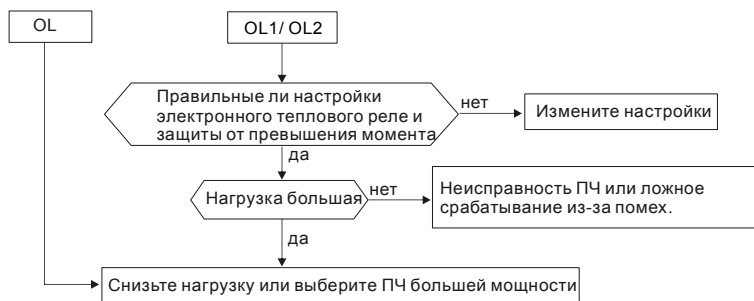 OL
OL1/ OL2
Правильные ли настройки
электронного теплового реле и
защиты от превышения момента
нет
Измените настройки
да
Нагрузка большая
нет
Неисправность ПЧ или ложное
срабатывание из-за помех.
да
Снизьте нагрузку или выберите ПЧ большей мощности